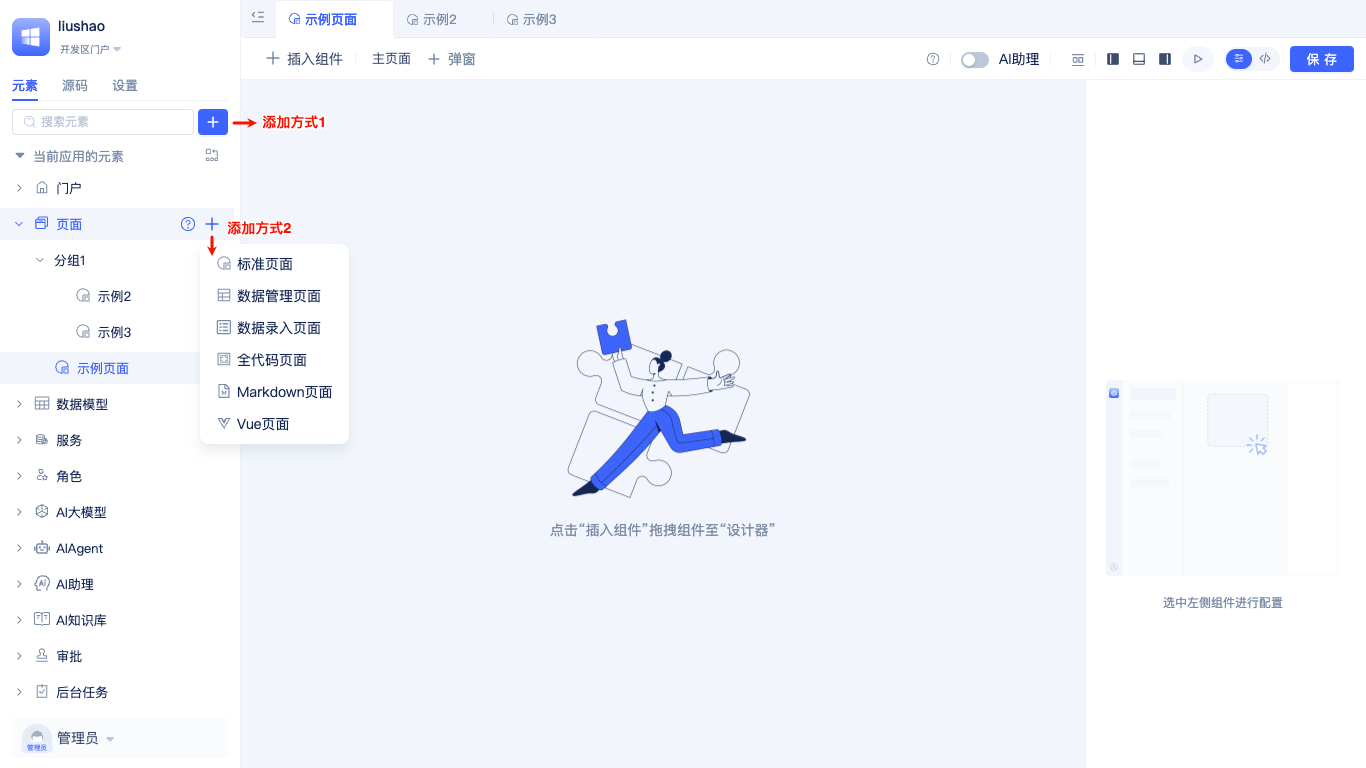 liushao
开发区门户
元素 源码 设置
搜索元素
添加方式1
当前应用的元素
门户
页面
添加方式2
分组1
示例2
示例3
示例页面
数据模型
服务
角色
AI大模型
AIAgent
AI助理
AI知识库
审批
后台任务
管理员
管理员
标准页面
数据管理页面
数据录入页面
全代码页面
Markdown页面
Vue页面
示例页面 示例2 示例3
插入组件 主页面 弹窗
AI助理
保存
点击“插入组件”拖拽组件至“设计器”
选中左侧组件进行配置